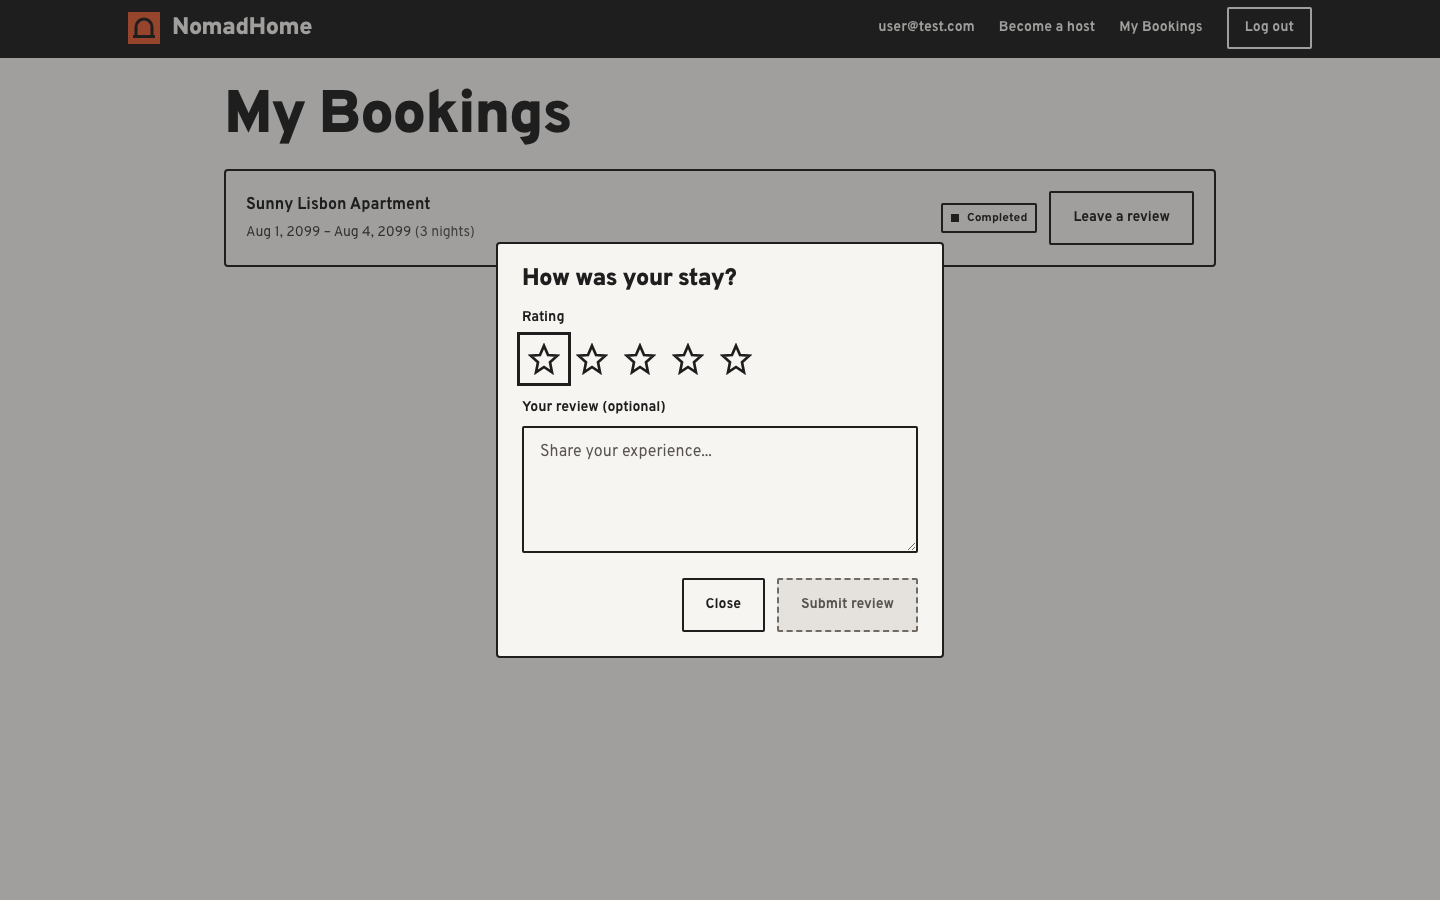 NomadHome
user@test.com
Become a host
My Bookings
Log out
My Bookings
Sunny Lisbon Apartment
Aug 1, 2099 – Aug 4, 2099 (3 nights)
Completed
Leave a review
How was your stay?
Rating
Your review (optional)
Share your experience...
Close
Submit review